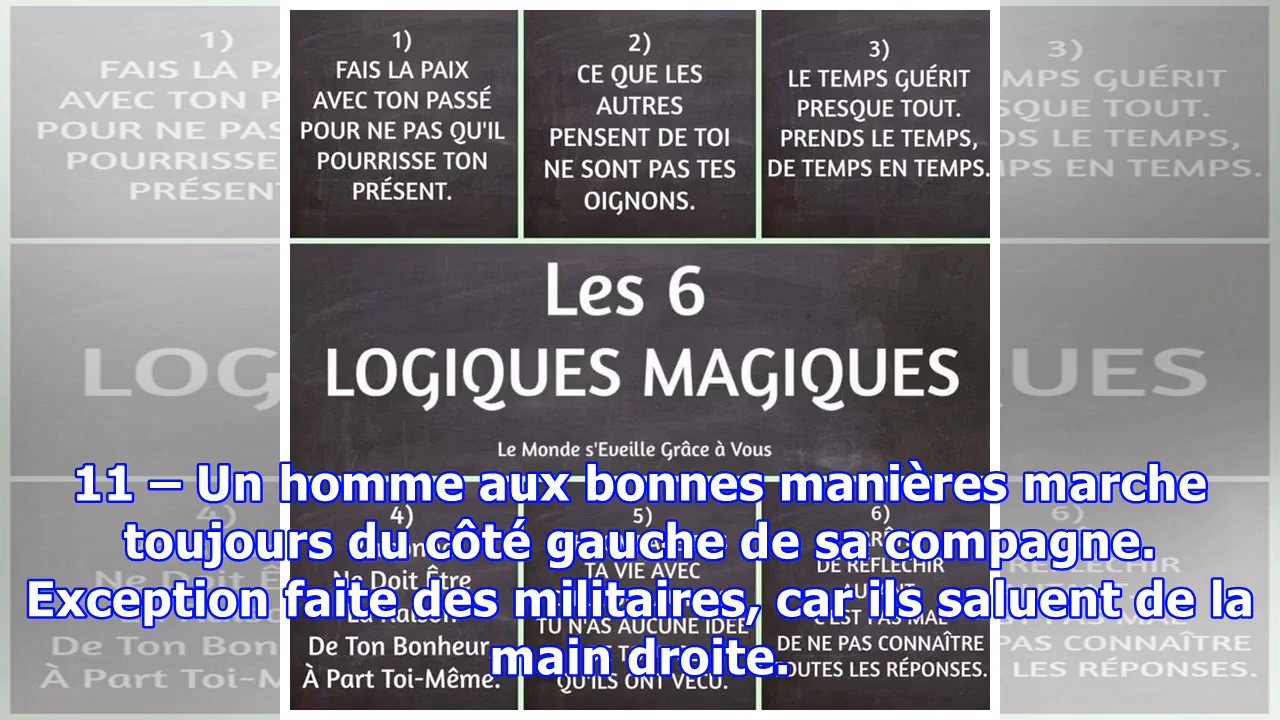 1)
FAIS LA PAIX
AVEC TON PASSÉ
POUR NE PAS QU'IL
POURRISSE TON
PRÉSENT.
2)
CE QUE LES
AUTRES
PENSENT DE TOI
NE SONT PAS TES
OIGNONS.
3)
LE TEMPS GUÉRIT
PRESQUE TOUT.
PRENDS LE TEMPS,
DE TEMPS EN TEMPS.
Les 6
LOGIQUES MAGIQUES
Le Monde s'Eveille Grâce à Vous
11 – Un homme aux bonnes manières marche
toujours du côté gauche de sa compagne.
Exception faite des militaires, car ils saluent de la
main droite.
4)
Ne Doit Être
De Ton Bonheur
À Part Toi-Même.
5)
TA VIE AVEC
TU N'AS AUCUNE IDÉE
QU'ILS ONT VÉCU.
6)
DE RÉFLÉCHIR
C'EST PAS MAL
DE NE PAS CONNAÎTRE
TOUTES LES RÉPONSES.